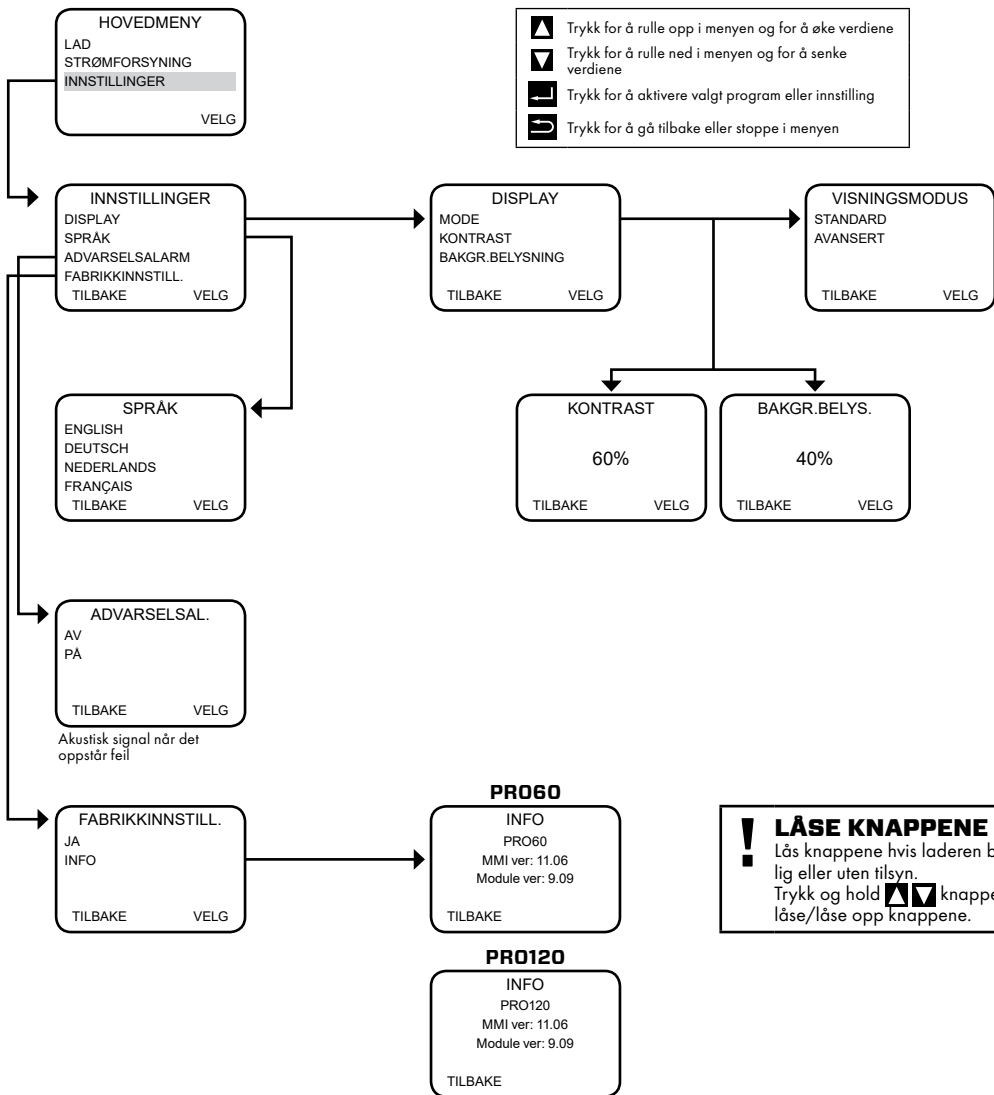 HOVEDMENY
LAD
STRØMFORSYNING
INNSTILLINGER
VELG
Trykk for å rulle opp i menyen og for å øke verdiene
Trykk for å rulle ned i menyen og for å senke
verdiene
Trykk for å aktivere valgt program eller innstilling
Trykk for å gå tilbake eller stoppe i menyen
INNSTILLINGER
DISPLAY
SPRÅK
ADVARSELSALARM
FABRIKKINNSTILL.
TILBAKE VELG
DISPLAY
MODE
KONTRAST
BAKGR.BELYSNING
TILBAKE VELG
VISNINGSMODUS
STANDARD
AVANSERT
TILBAKE VELG
SPRÅK
ENGLISH
DEUTSCH
NEDERLANDS
FRANÇAIS
TILBAKE VELG
KONTRAST
60%
TILBAKE VELG
BAKGR.BELYS.
40%
TILBAKE VELG
ADVARSELSAL.
AV
PÅ
TILBAKE VELG
Akustisk signal når det
oppstår feil
FABRIKKINNSTILL.
JA
INFO
TILBAKE VELG
PRO60
INFO
PRO60
MMI ver: 11.06
Module ver: 9.09
TILBAKE
! LÅSE KNAPPENE
Lås knappene hvis laderen
lig eller uten tilsyn.
Trykk og hold
låse/låse opp knappene.
PRO120
INFO
PRO120
MMI ver: 11.06
Module ver: 9.09
TILBAKE